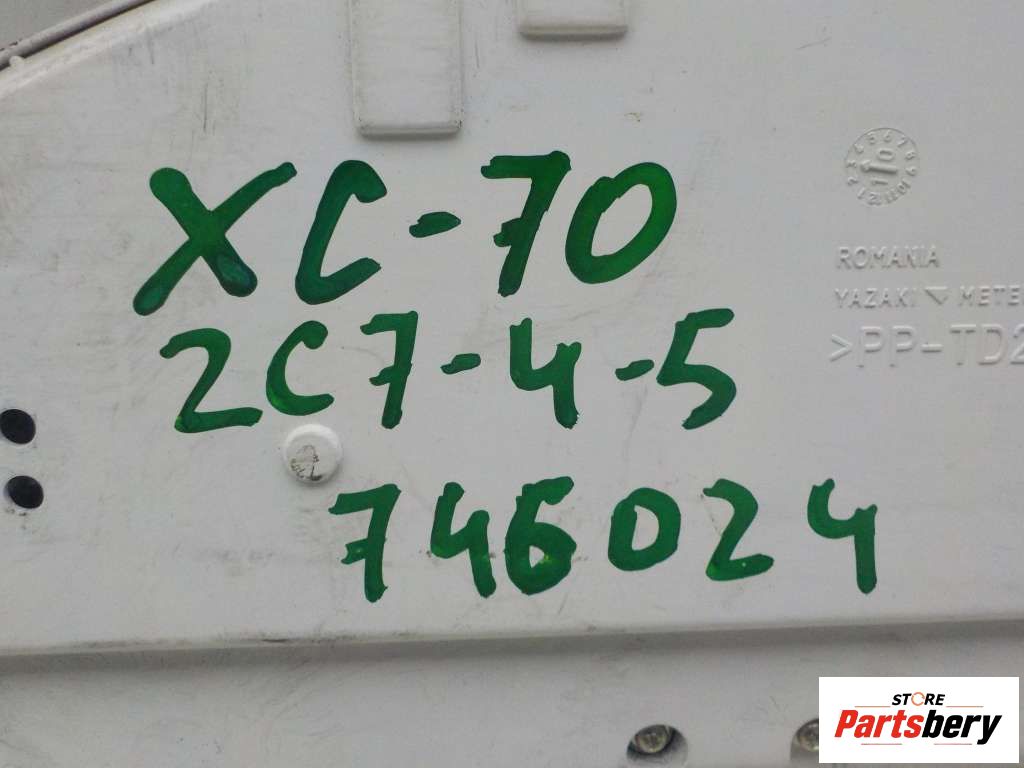 XC-70
2C7-4-5
746024
ROMANIA
YAZAKI METE
>PP-TD2
STORE
Partsbery